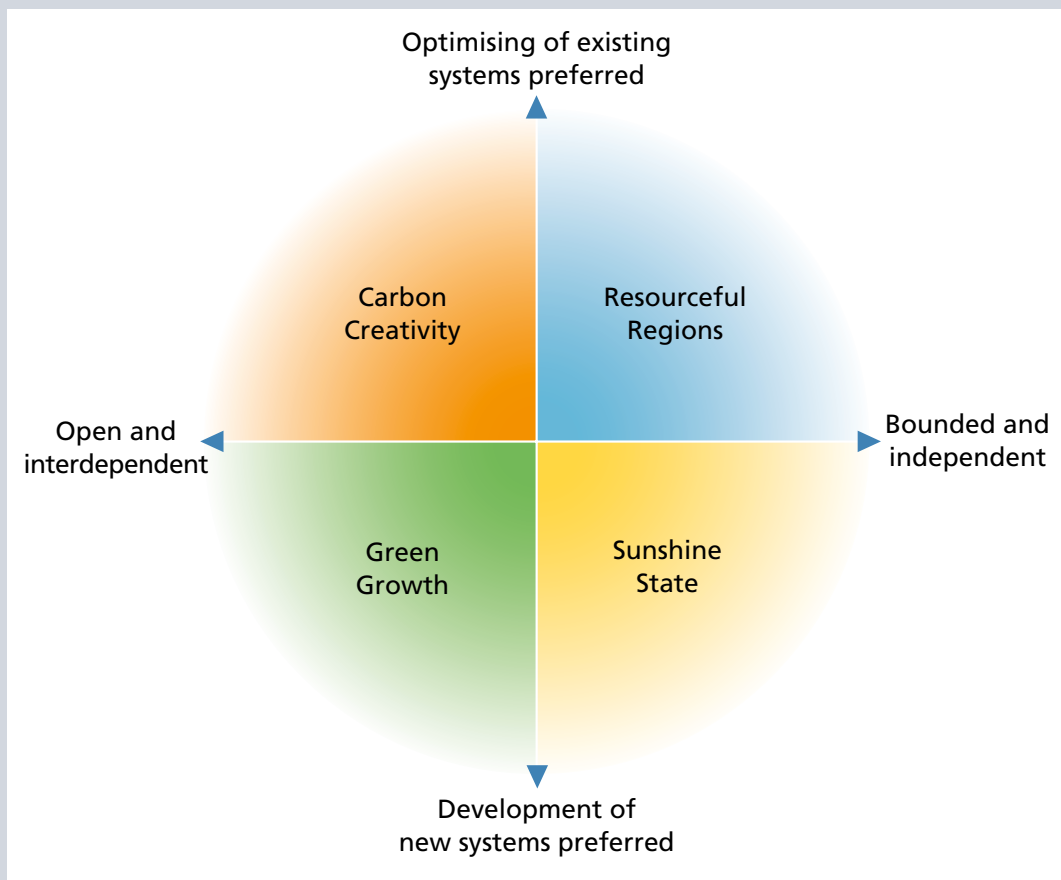 Optimising of existing
systems preferred
Carbon
Creativity
Resourceful
Regions
Open and
interdependent
Bounded and
independent
Green
Growth
Sunshine
State
Development of
new systems preferred